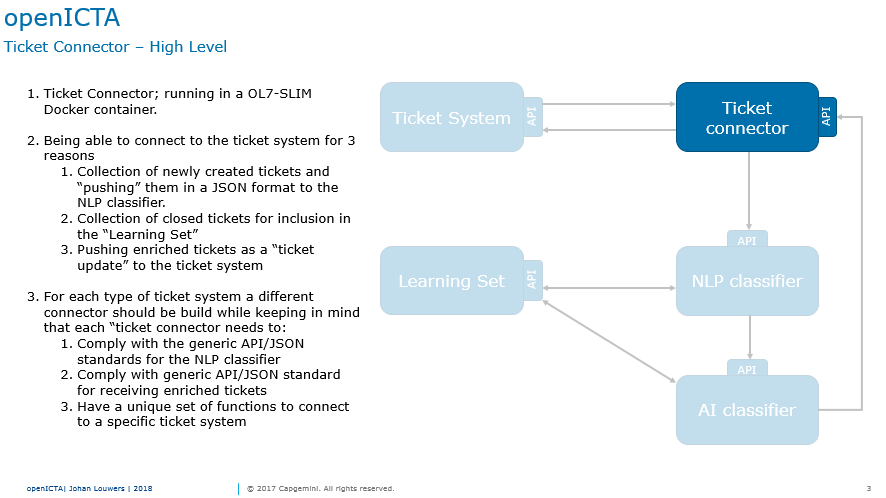 openICTA
Ticket Connector – High Level
1. Ticket Connector; running in a OL7-SLIM
Docker container.
2. Being able to connect to the ticket system for 3
reasons
1. Collection of newly created tickets and
“pushing” them in a JSON format to the
NLP classifier.
2. Collection of closed tickets for inclusion in
the “Learning Set”
3. Pushing enriched tickets as a “ticket
update” to the ticket system
3. For each type of ticket system a different
connector should be build while keeping in mind
that each “ticket connector needs to:
1. Comply with the generic API/JSON
standards for the NLP classifier
2. Comply with generic API/JSON standard
for receiving enriched tickets
3. Have a unique set of functions to connect
to a specific ticket system
Ticket System
API
Ticket
connector
API
API
Learning Set
API
NLP classifier
API
AI classifier
openICTA| Johan Louwers | 2018
© 2017 Capgemini. All rights reserved.
3